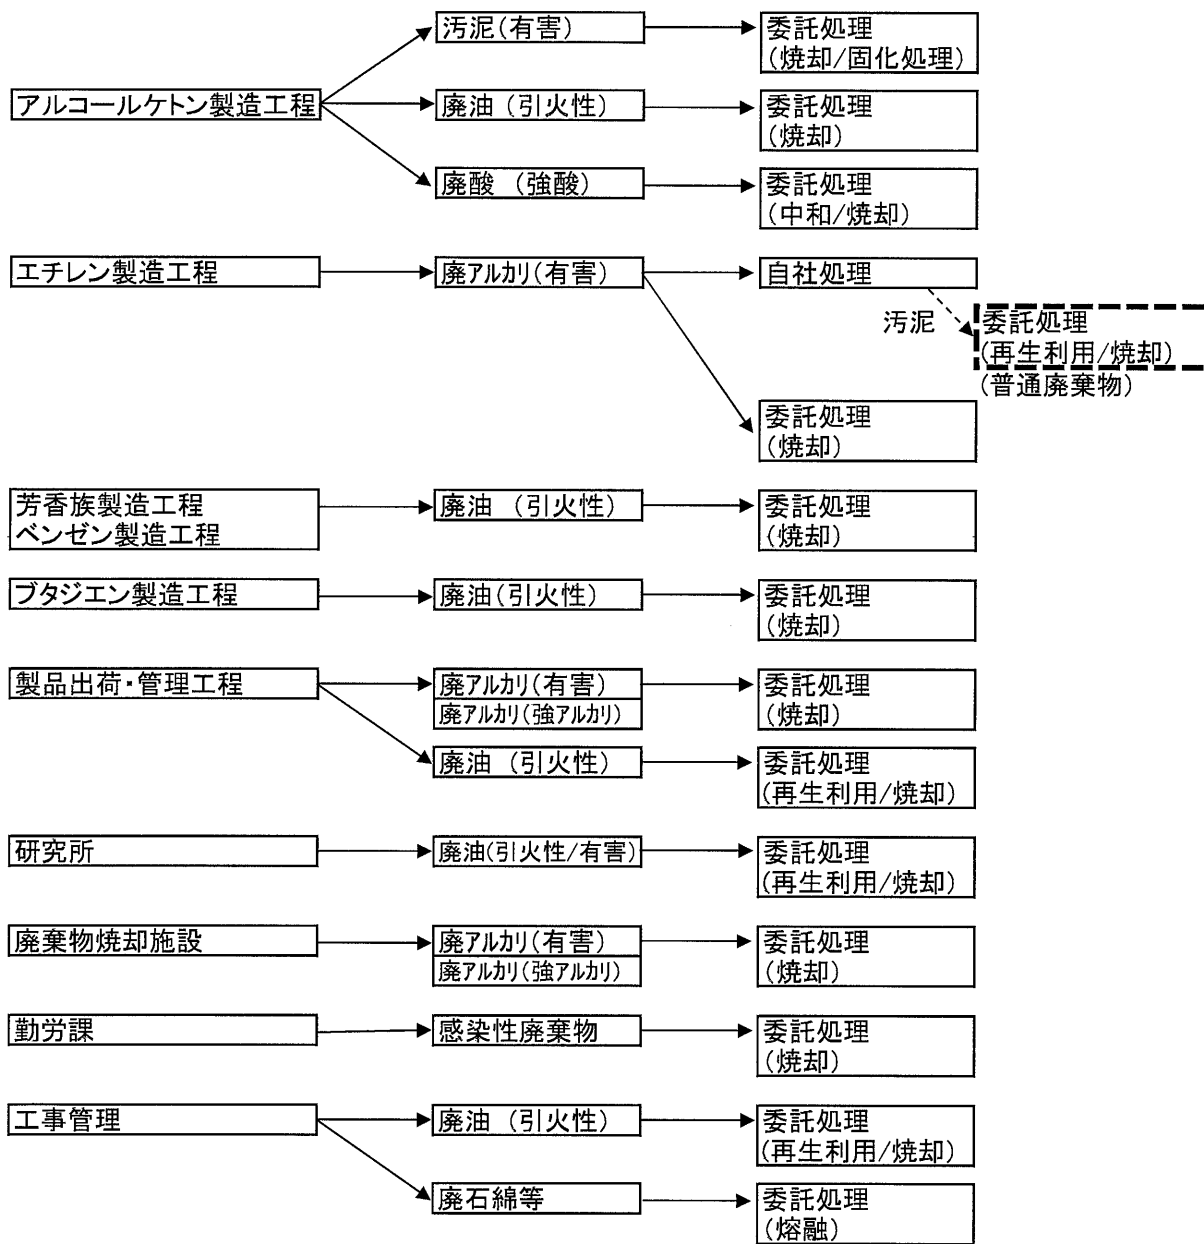 汚泥(有害)
委託処理
(焼却/固化処理)
アルコールケトン製造工程
廃油 (引火性)
委託処理
(焼却)
廃酸 (強酸)
委託処理
(中和/焼却)
エチレン製造工程
廃アルカリ(有害)
自社処理
汚泥
委託処理
(再生利用/焼却)
(普通廃棄物)
委託処理
(焼却)
芳香族製造工程
ベンゼン製造工程
廃油 (引火性)
委託処理
(焼却)
ブタジエン製造工程
廃油(引火性)
委託処理
(焼却)
製品出荷・管理工程
廃アルカリ(有害)
廃アルカリ(強アルカリ)
委託処理
(焼却)
廃油 (引火性)
委託処理
(再生利用/焼却)
研究所
廃油(引火性/有害)
委託処理
(再生利用/焼却)
廃棄物焼却施設
廃アルカリ(有害)
廃アルカリ(強アルカリ)
委託処理
(焼却)
勤労課
感染性廃棄物
委託処理
(焼却)
工事管理
廃油 (引火性)
委託処理
(再生利用/焼却)
廃石綿等
委託処理
(熔融)